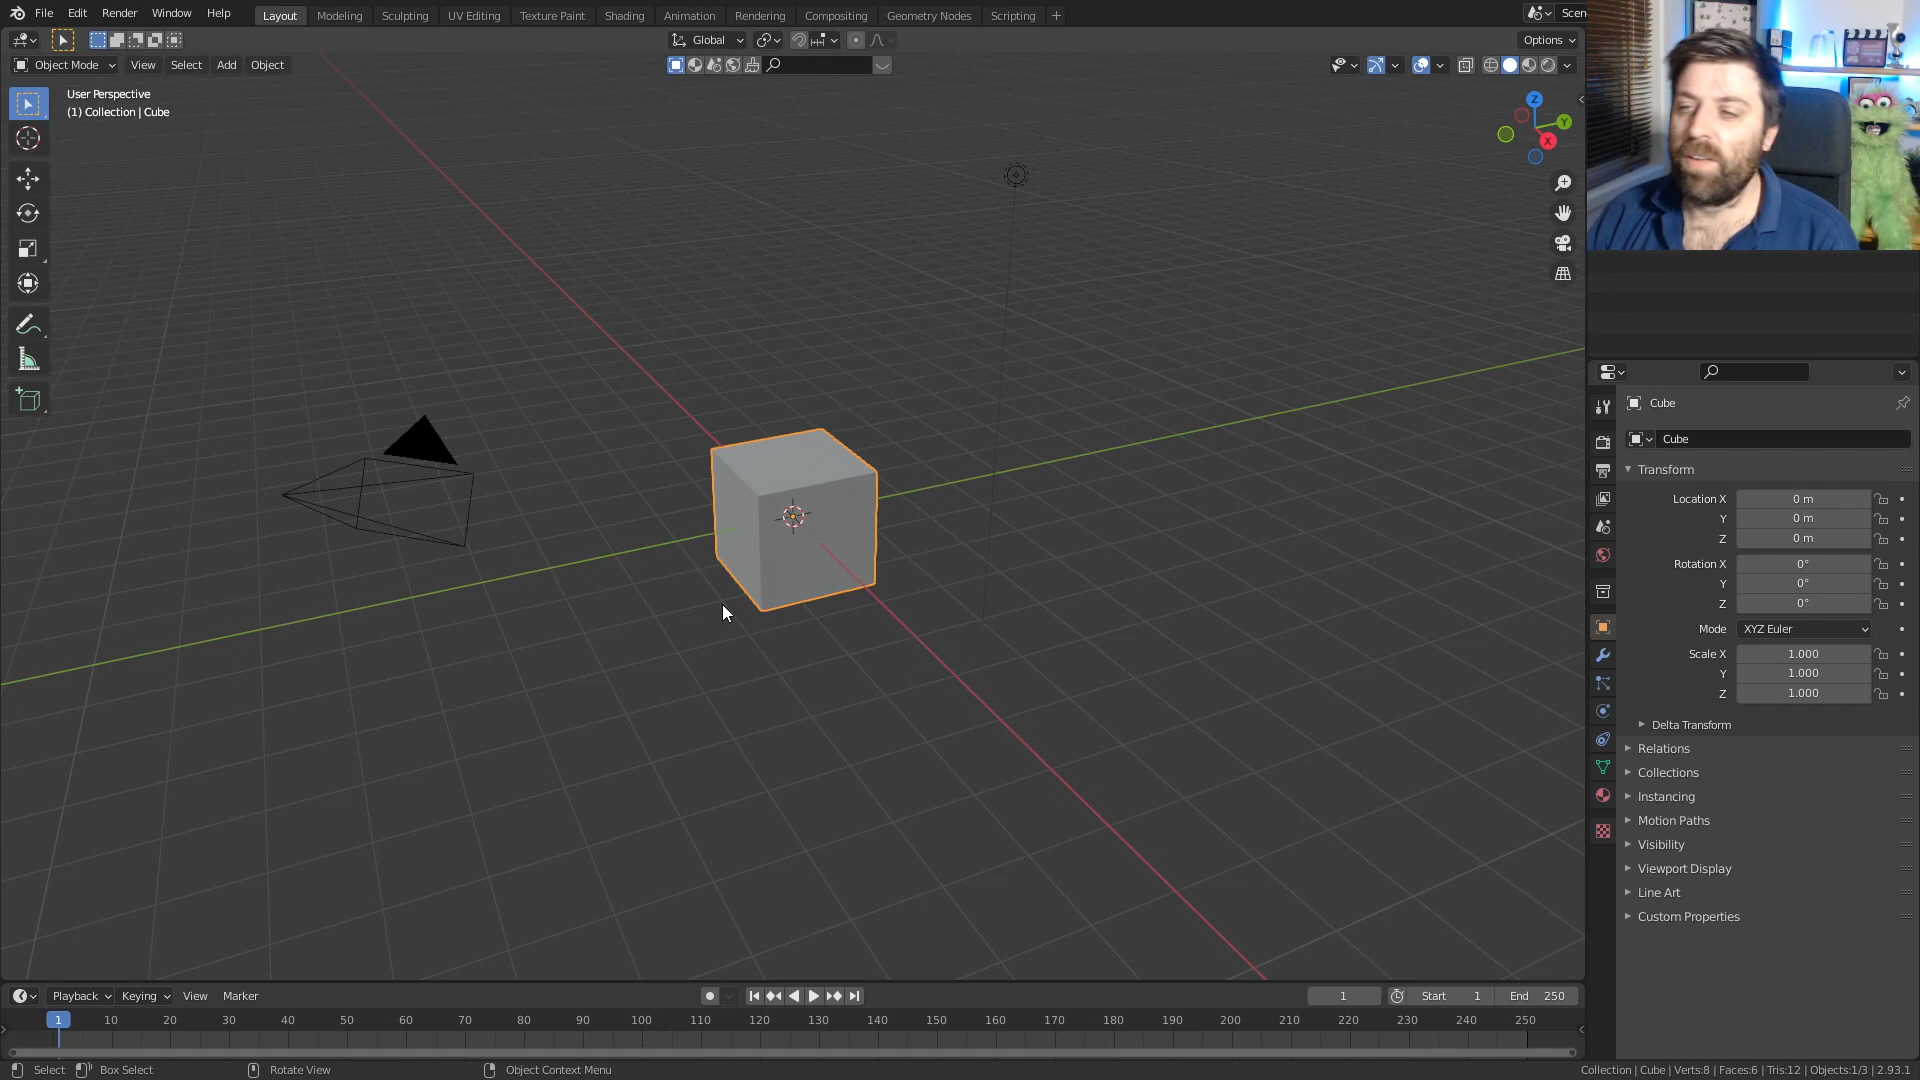 File Edit Render Window Help Layout Modeling Sculpting UV Editing Texture Paint Shading Animation Rendering Compositing Geometry Nodes Scripting + Scen
Global Options
Object Mode View Select Add Object
User Perspective
(1) Collection | Cube
Z
Y
X
Cube
Cube
Transform
Location X 0 m
Y 0 m
Z 0 m
Rotation X 0°
Y 0°
Z 0°
Mode XYZ Euler
Scale X 1.000
Y 1.000
Z 1.000
Delta Transform
Relations
Collections
Instancing
Motion Paths
Visibility
Viewport Display
Line Art
Custom Properties
Playback Keying View Marker 1 Start 1 End 250
1 10 20 30 40 50 60 70 80 90 100 110 120 130 140 150 160 170 180 190 200 210 220 230 240 250
Select Box Select Rotate View Object Context Menu Collection | Cube | Verts:8 | Faces:6 | Tris:12 | Objects:1/3 | 2.93.1